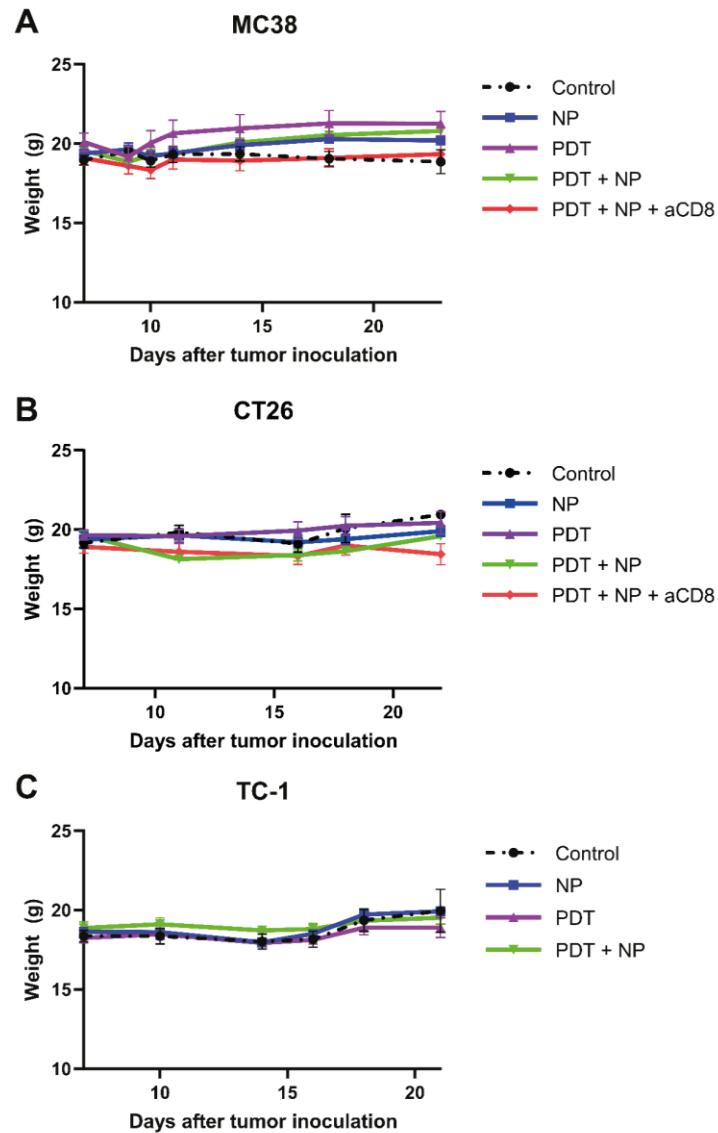 A
MC38
25
20
15
10
Weight (g)
10
15
20
Days after tumor inoculation
Control
NP
PDT
PDT + NP
PDT + NP + aCD8
B
CT26
25
20
15
10
Weight (g)
10
15
20
Days after tumor inoculation
Control
NP
PDT
PDT + NP
PDT + NP + aCD8
C
TC-1
25
20
15
10
Weight (g)
10
15
20
Days after tumor inoculation
Control
NP
PDT
PDT + NP